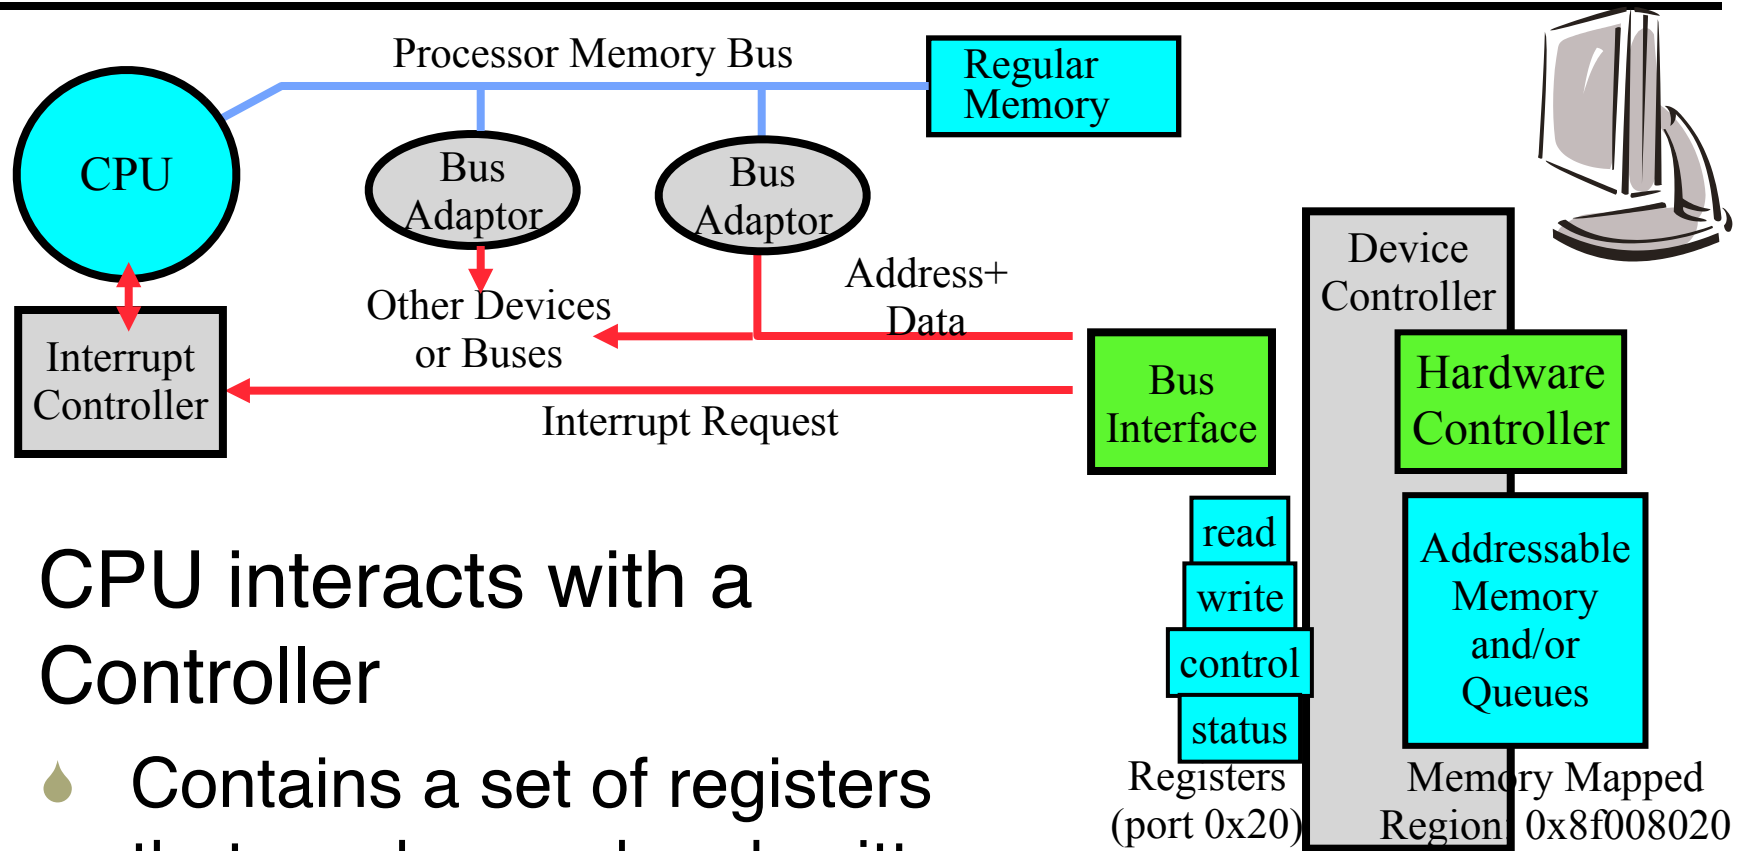 Processor Memory Bus
Regular
Memory
CPU
Bus
Adaptor
Bus
Adaptor
Address+
Data
Other Devices
or Buses
Interrupt
Controller
Interrupt Request
Device
Controller
Bus
Interface
Hardware
Controller
read
write
control
status
Registers
(port 0x20)
Addressable
Memory
and/or
Queues
Memory Mapped
Region: 0x8f008020
CPU interacts with a
Controller
Contains a set of registers